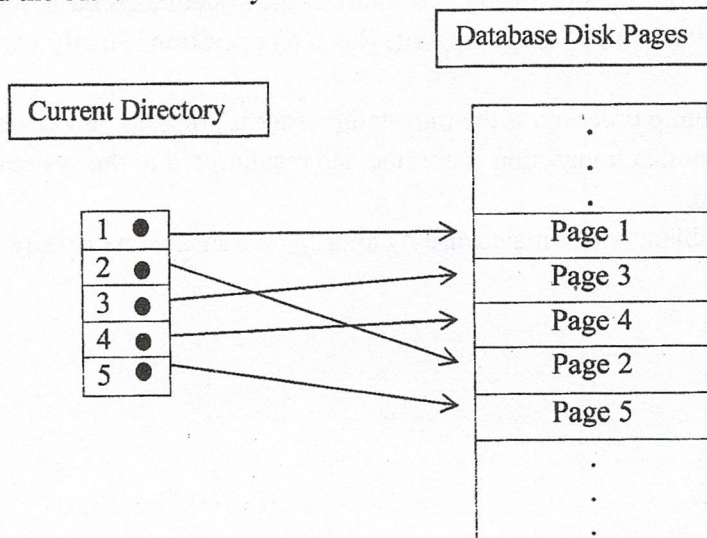 Database Disk Pages
Current Directory
.
.
.
1
2
3
4
5
Page 1
Page 3
Page 4
Page 2
Page 5
.
.
.